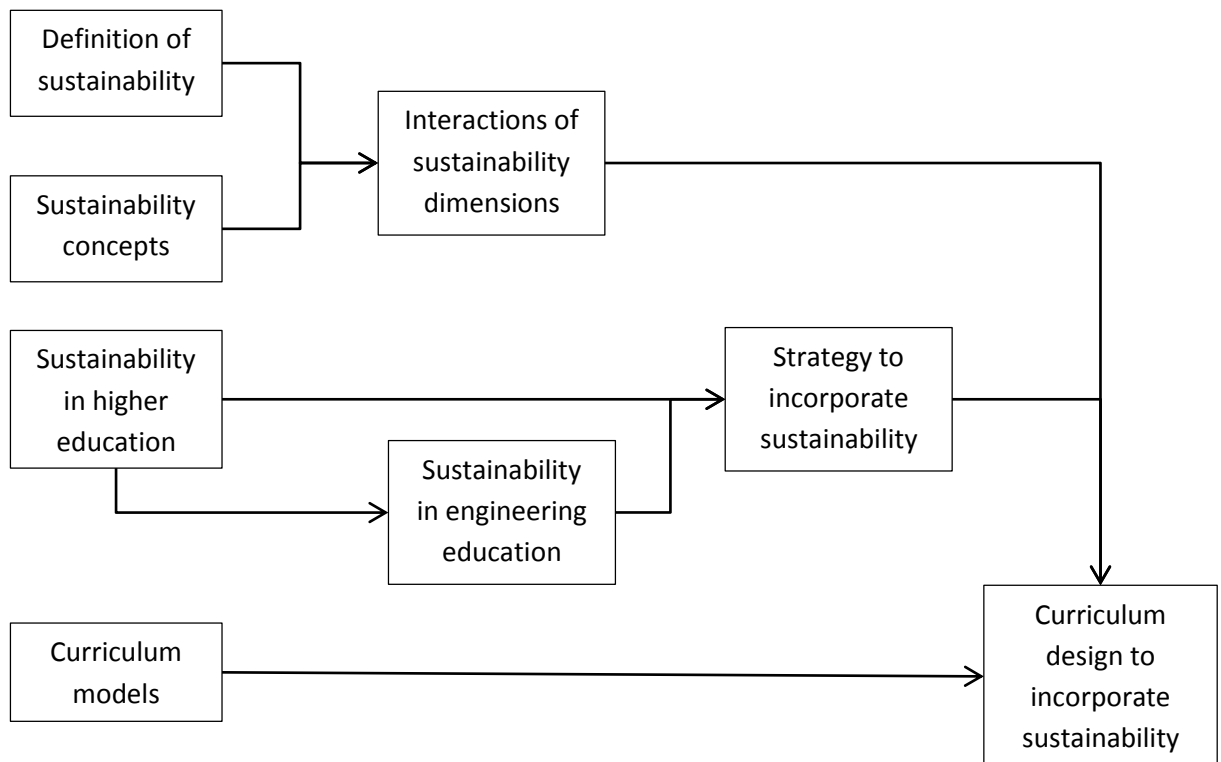 Definition of
sustainability
Interactions of
sustainability
dimensions
Sustainability
concepts
Sustainability
in higher
education
Strategy to
incorporate
sustainability
Sustainability
in engineering
education
Curriculum
models
Curriculum
design to
incorporate
sustainability